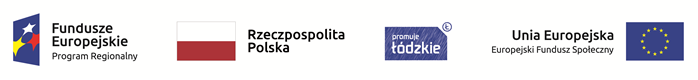 Fundusze
Europejskie
Program Regionalny
Rzeczpospolita
Polska
promuje
łódzkie
Ł
Unia Europejska
Europejski Fundusz Społeczny